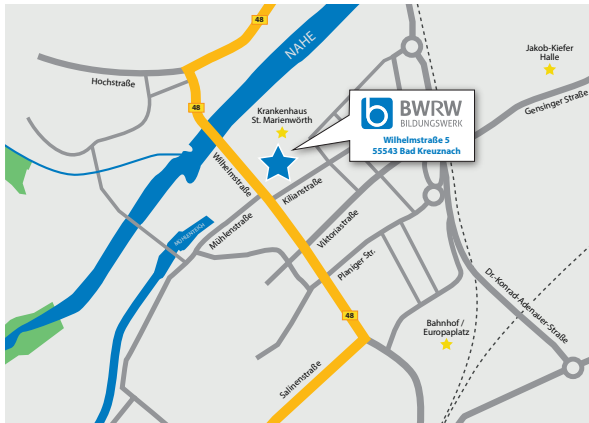 48
NAHE
Jakob-Kiefer
Halle
Hochstraße
Gensinger Straße
48
Krankenhaus
St. Marienwörth
b BWRW
BILDUNGSWERK
Wilhelmstraße 5
55543 Bad Kreuznach
Wilhelmstraße
Kilianstraße
Mühlenstraße
MÜHLENTEICH
Viktoriastraße
Planiger Str.
Dr.-Konrad-Adenauer-Straße
48
Bahnhof /
Europaplatz
Salinenstraße